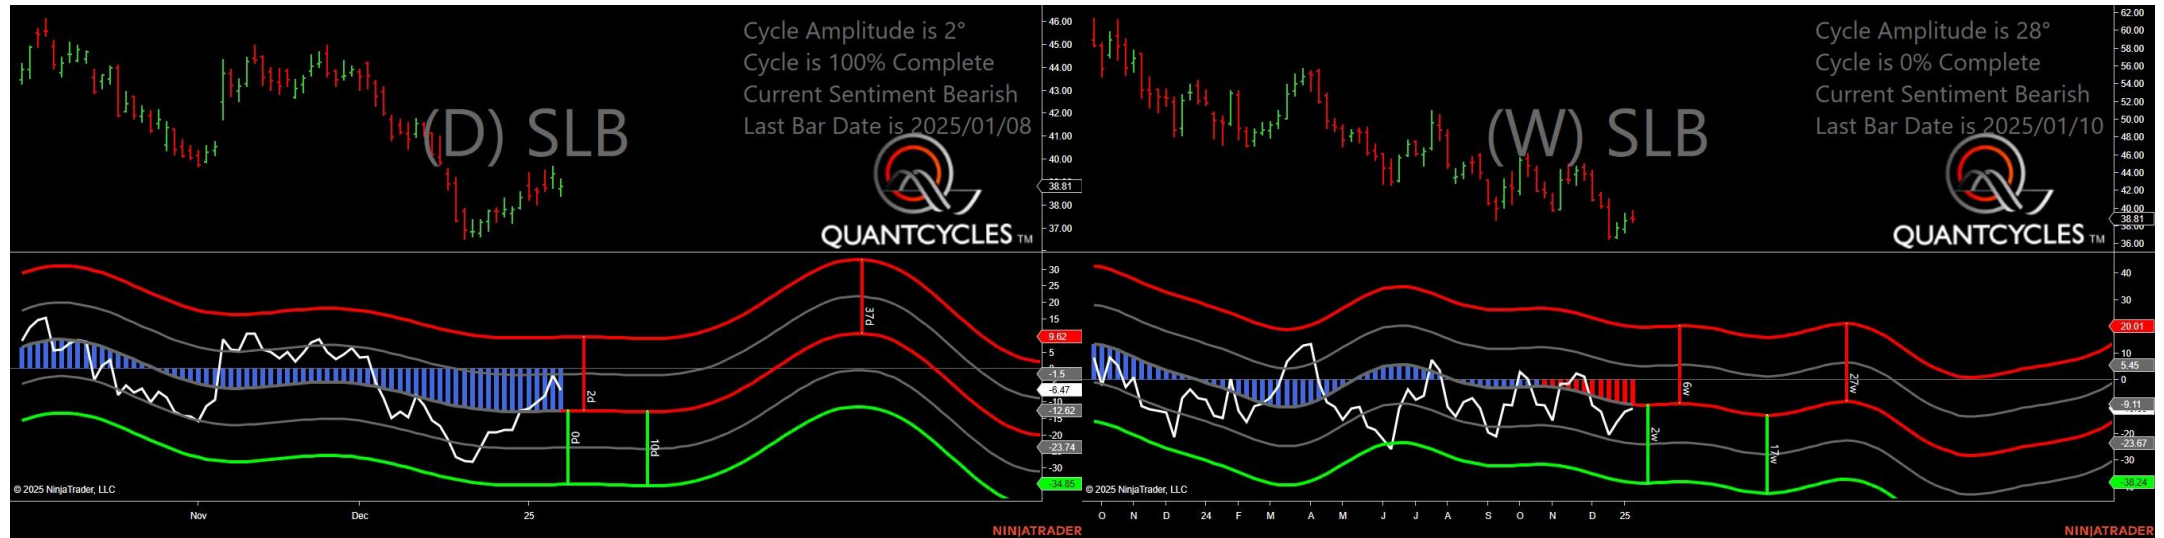 Cycle Amplitude is 2°
Cycle is 100% Complete
Current Sentiment Bearish
Last Bar Date is 2025/01/08
(D) SLB
QUANTCYCLES TM
46.00
45.00
44.00
43.00
42.00
41.00
40.00
38.81
38.00
37.00
30
25
20
15
9.62
5
-1.5
-6.47
-10
-12.62
-15
-20
-23.74
-30
-34.85
37d
2d
0d
10d
© 2025 NinjaTrader, LLC
Nov
Dec
25
NINJATRADER
Cycle Amplitude is 28°
Cycle is 0% Complete
Current Sentiment Bearish
Last Bar Date is 2025/01/10
(W) SLB
QUANTCYCLES TM
62.00
60.00
58.00
56.00
54.00
52.00
50.00
48.00
46.00
44.00
42.00
40.00
38.81
38.00
36.00
40
30
20.01
10
5.45
0
-9.11
-20
-23.67
-30
-38.24
6w
27w
2w
17w
© 2025 NinjaTrader, LLC
O N D 24 F M A M J J A S O N D 25
NINJATRADER